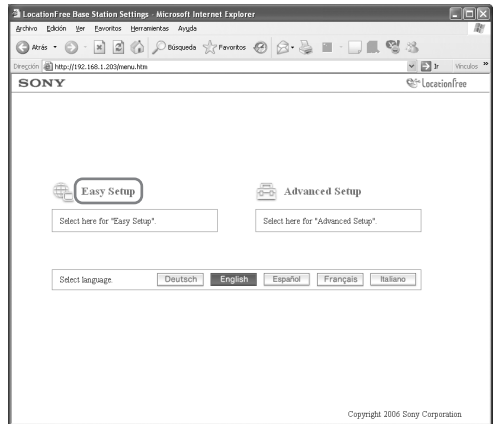 LocationFree Base Station Settings - Microsoft Internet Explorer
Archivo Edición Ver Favoritos Herramientas Ayuda
Atrás Búsqueda Favoritos
Dirección http://192.168.1.203/menu.htm Ir Vínculos »
SONY LocationFree
Easy Setup Advanced Setup
Select here for "Easy Setup". Select here for "Advanced Setup".
Select language. Deutsch English Español Français Italiano
Copyright 2006 Sony Corporation